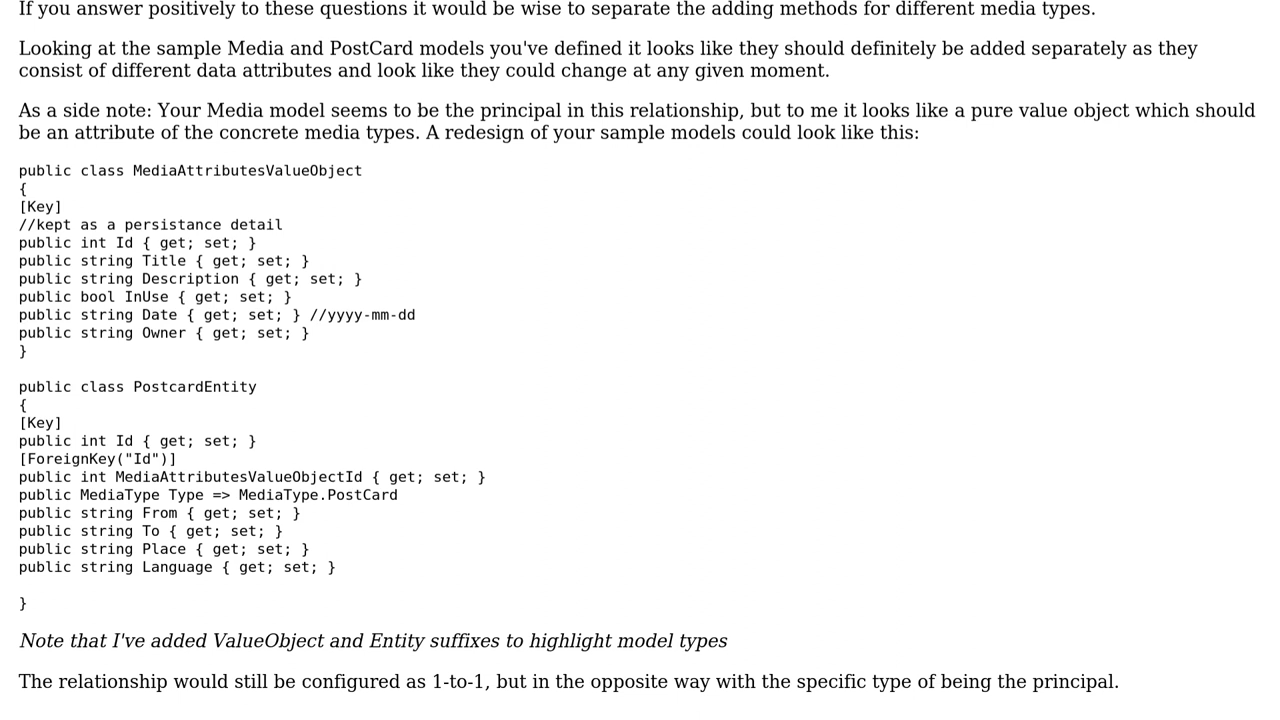 If you answer positively to these questions it would be wise to separate the adding methods for different media types.
Looking at the sample Media and PostCard models you've defined it looks like they should definitely be added separately as they
consist of different data attributes and look like they could change at any given moment.
As a side note: Your Media model seems to be the principal in this relationship, but to me it looks like a pure value object which should
be an attribute of the concrete media types. A redesign of your sample models could look like this:
public class MediaAttributesValueObject
{
[Key]
//kept as a persistance detail
public int Id { get; set; }
public string Title { get; set; }
public string Description { get; set; }
public bool InUse { get; set; }
public string Date { get; set; } //yyyy-mm-dd
public string Owner { get; set; }
}
public class PostcardEntity
{
[Key]
public int Id { get; set; }
[ForeignKey("Id")]
public int MediaAttributesValueObjectId { get; set; }
public MediaType Type => MediaType.PostCard
public string From { get; set; }
public string To { get; set; }
public string Place { get; set; }
public string Language { get; set; }
}
Note that I've added ValueObject and Entity suffixes to highlight model types
The relationship would still be configured as 1-to-1, but in the opposite way with the specific type of being the principal.